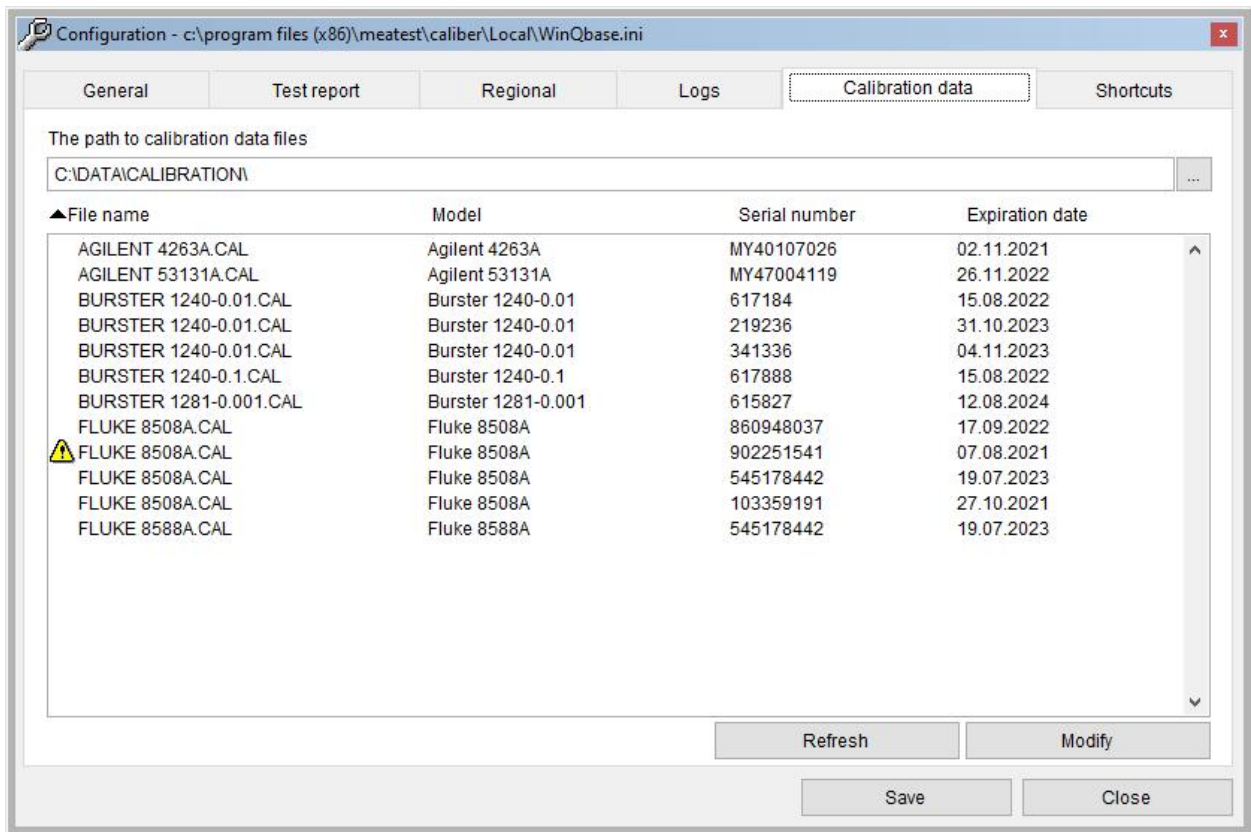 Configuration - c:\program files (x86)\meatest\caliber\Local\WinQbase.ini
General Test report Regional Logs Calibration data Shortcuts
The path to calibration data files
C:\DATA\CALIBRATION\ ...
File name Model Serial number Expiration date
AGILENT 4263A.CAL Agilent 4263A MY40107026 02.11.2021
AGILENT 53131A.CAL Agilent 53131A MY47004119 26.11.2022
BURSTER 1240-0.01.CAL Burster 1240-0.01 617184 15.08.2022
BURSTER 1240-0.01.CAL Burster 1240-0.01 219236 31.10.2023
BURSTER 1240-0.01.CAL Burster 1240-0.01 341336 04.11.2023
BURSTER 1240-0.1.CAL Burster 1240-0.1 617888 15.08.2022
BURSTER 1281-0.001.CAL Burster 1281-0.001 615827 12.08.2024
FLUKE 8508A.CAL Fluke 8508A 860948037 17.09.2022
FLUKE 8508A.CAL Fluke 8508A 902251541 07.08.2021
FLUKE 8508A.CAL Fluke 8508A 545178442 19.07.2023
FLUKE 8508A.CAL Fluke 8508A 103359191 27.10.2021
FLUKE 8588A.CAL Fluke 8588A 545178442 19.07.2023
Refresh Modify
Save Close